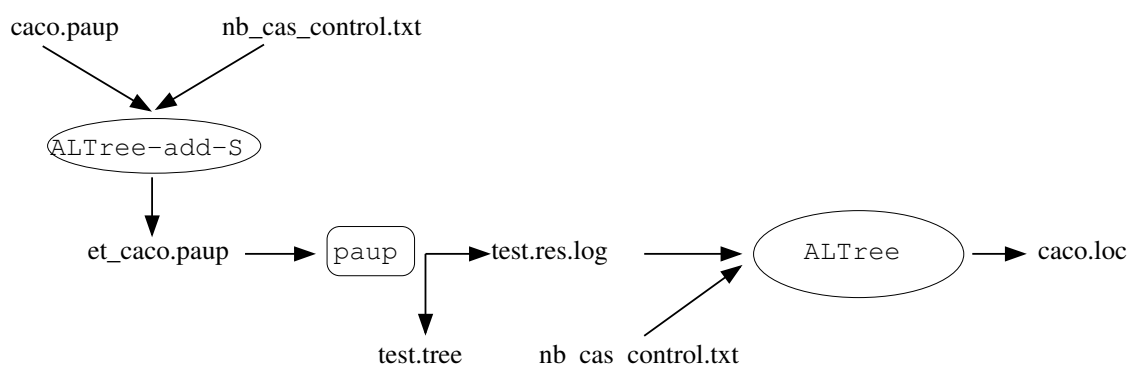 caco.paup nb_cas_control.txt
ALTree-add-S
et_caco.paup paup test.res.log ALTree caco.loc
test.tree nb cas control.txt